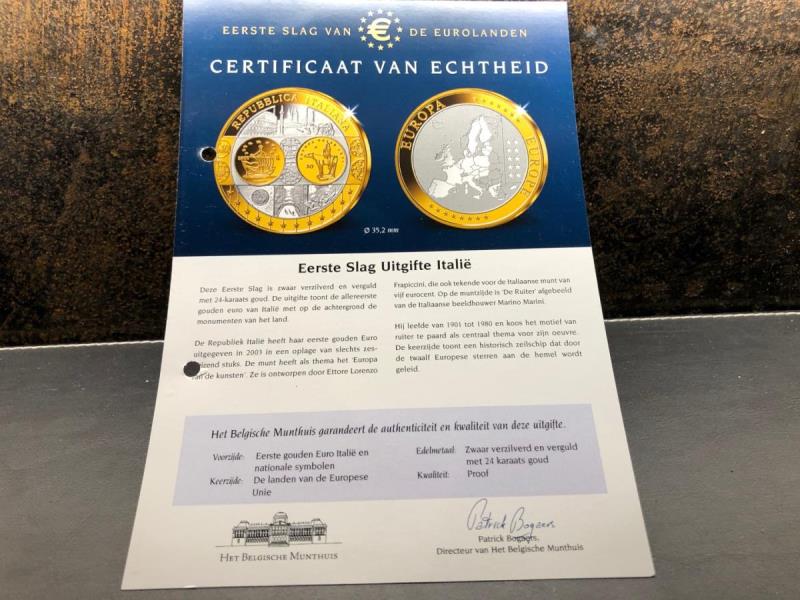 EERSTE SLAG VAN € DE EUROLANDEN
CERTIFICAAT VAN ECHTHEID
REPUBBLICA ITALIANA
EUROPA
EUROPE
Ø 35,2 mm
Eerste Slag Uitgifte Italië
Deze Eerste Slag is zwaar verzilverd en verguld
met 24-karaats goud. De uitgifte toont de allereerste
gouden euro van Italië met op de achtergrond de
monumenten van het land.
De Republiek Italië heeft haar eerste gouden Euro
uitgegeven in 2003 in een oplage van slechts zes-
duizend stuks. De munt heeft als thema het 'Europa
van de kunsten'. Ze is ontworpen door Ettore Lorenzo
Frapiccini, die ook tekende voor de Italiaanse munt van
vijf eurocent. Op de muntzijde is 'De Ruiter' afgebeeld
van de Italiaanse beeldhouwer Marino Marini.
Hij leefde van 1901 tot 1980 en koos het motief van
ruiter te paard als centraal thema voor zijn oeuvre.
De keerzijde toont een historisch zeilschip dat door
de twaalf Europese sterren aan de hemel wordt
geleid.
Het Belgische Munthuis garandeert de authenticiteit en kwaliteit van deze uitgifte.
Voorzijde: Eerste gouden Euro Italië en
nationale symbolen
Keerzijde: De landen van de Europese
Unie
Edelmetaal: Zwaar verzilverd en verguld
met 24 karaats goud
Kwaliteit: Proof
HET BELGISCHE MUNTHUIS
Patrick Bogaers
Patrick Bogaers,
Directeur van Het Belgische Munthuis